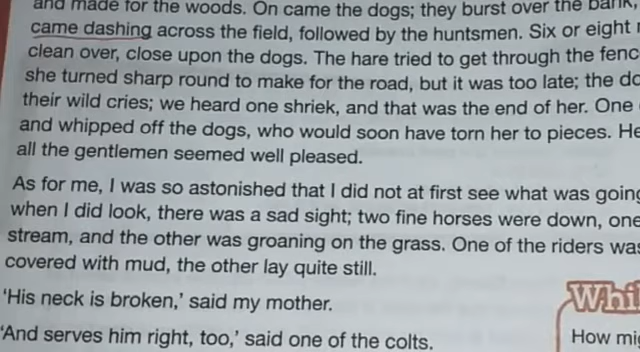 and made for the woods. On came the dogs; they burst over the bank,
came dashing across the field, followed by the huntsmen. Six or eight
clean over, close upon the dogs. The hare tried to get through the fenc
she turned sharp round to make for the road, but it was too late; the do
their wild cries; we heard one shriek, and that was the end of her. One
and whipped off the dogs, who would soon have torn her to pieces. He
all the gentlemen seemed well pleased.
As for me, I was so astonished that I did not at first see what was going
when I did look, there was a sad sight; two fine horses were down, one
stream, and the other was groaning on the grass. One of the riders was
covered with mud, the other lay quite still.
‘His neck is broken,’ said my mother.
‘And serves him right, too,’ said one of the colts.
Whi
How mi